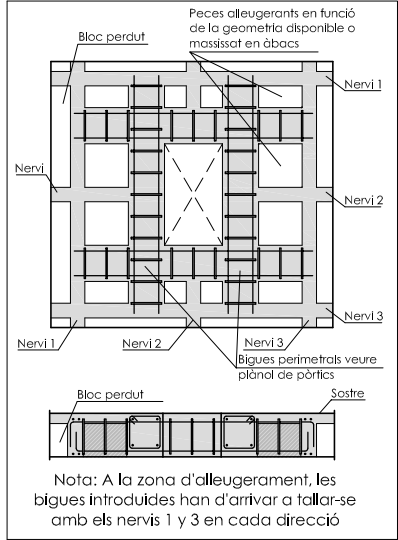 Peces alleugerants en funció
de la geometria disponible o
massissat en àbacs
Bloc perdut
Nervi 1
Nervi
Nervi 2
Nervi 3
Nervi 1
Nervi 2
Nervi 3
Bigues perimetrals veure
plànol de pòrtics
Bloc perdut
Sostre
Nota: A la zona d'alleugerament, les
bigues introduides han d'arrivar a tallar-se
amb els nervis 1 y 3 en cada direcció